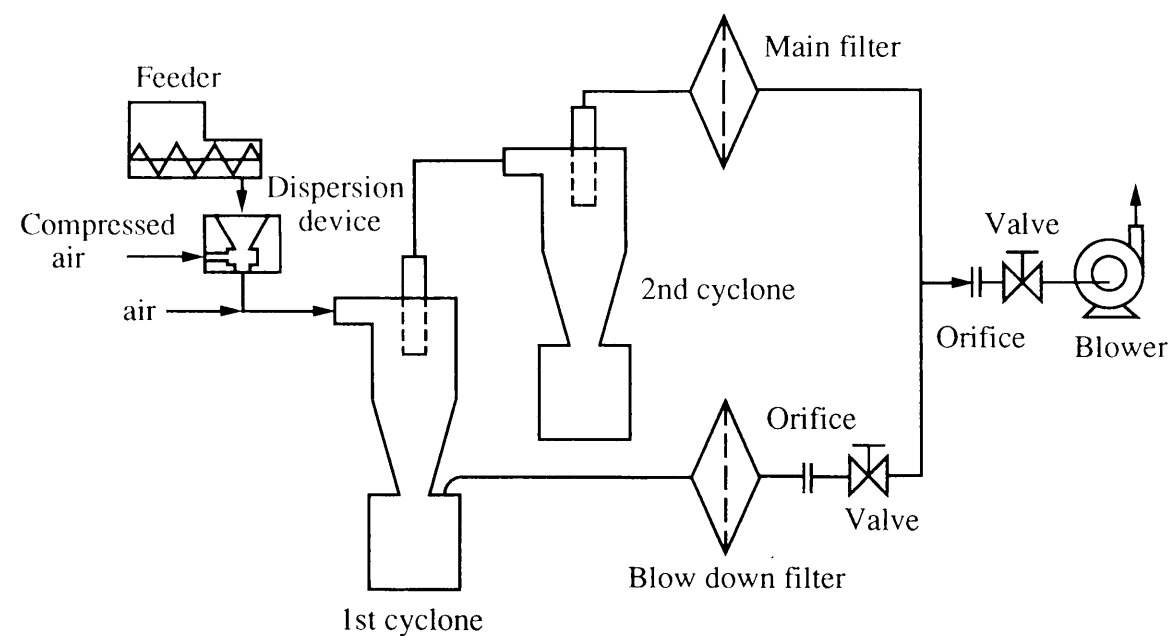 Main filter
Feeder
Dispersion
device
Compressed
air
Valve
air
2nd cyclone
Orifice
Blower
Orifice
Valve
Blow down filter
1st cyclone